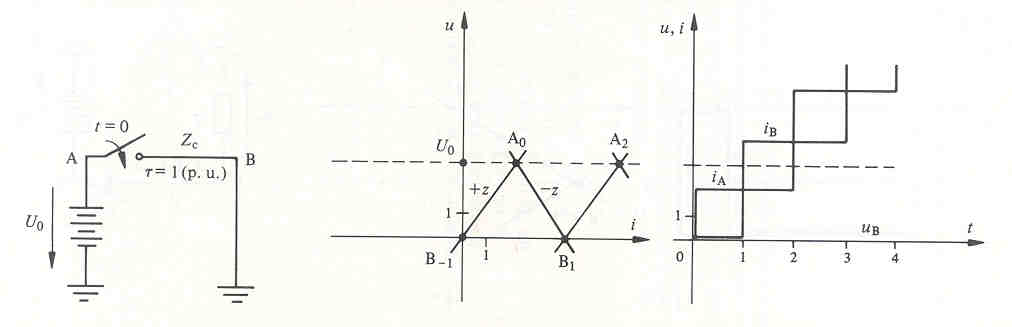 t = 0
A
Z_c
B
τ = 1 (p. u.)
U_0
u
U_0
A_0
A_2
+z
−z
1
i
B_−1
1
B_1
u, i
i_B
i_A
1
u_B
t
0
1
2
3
4